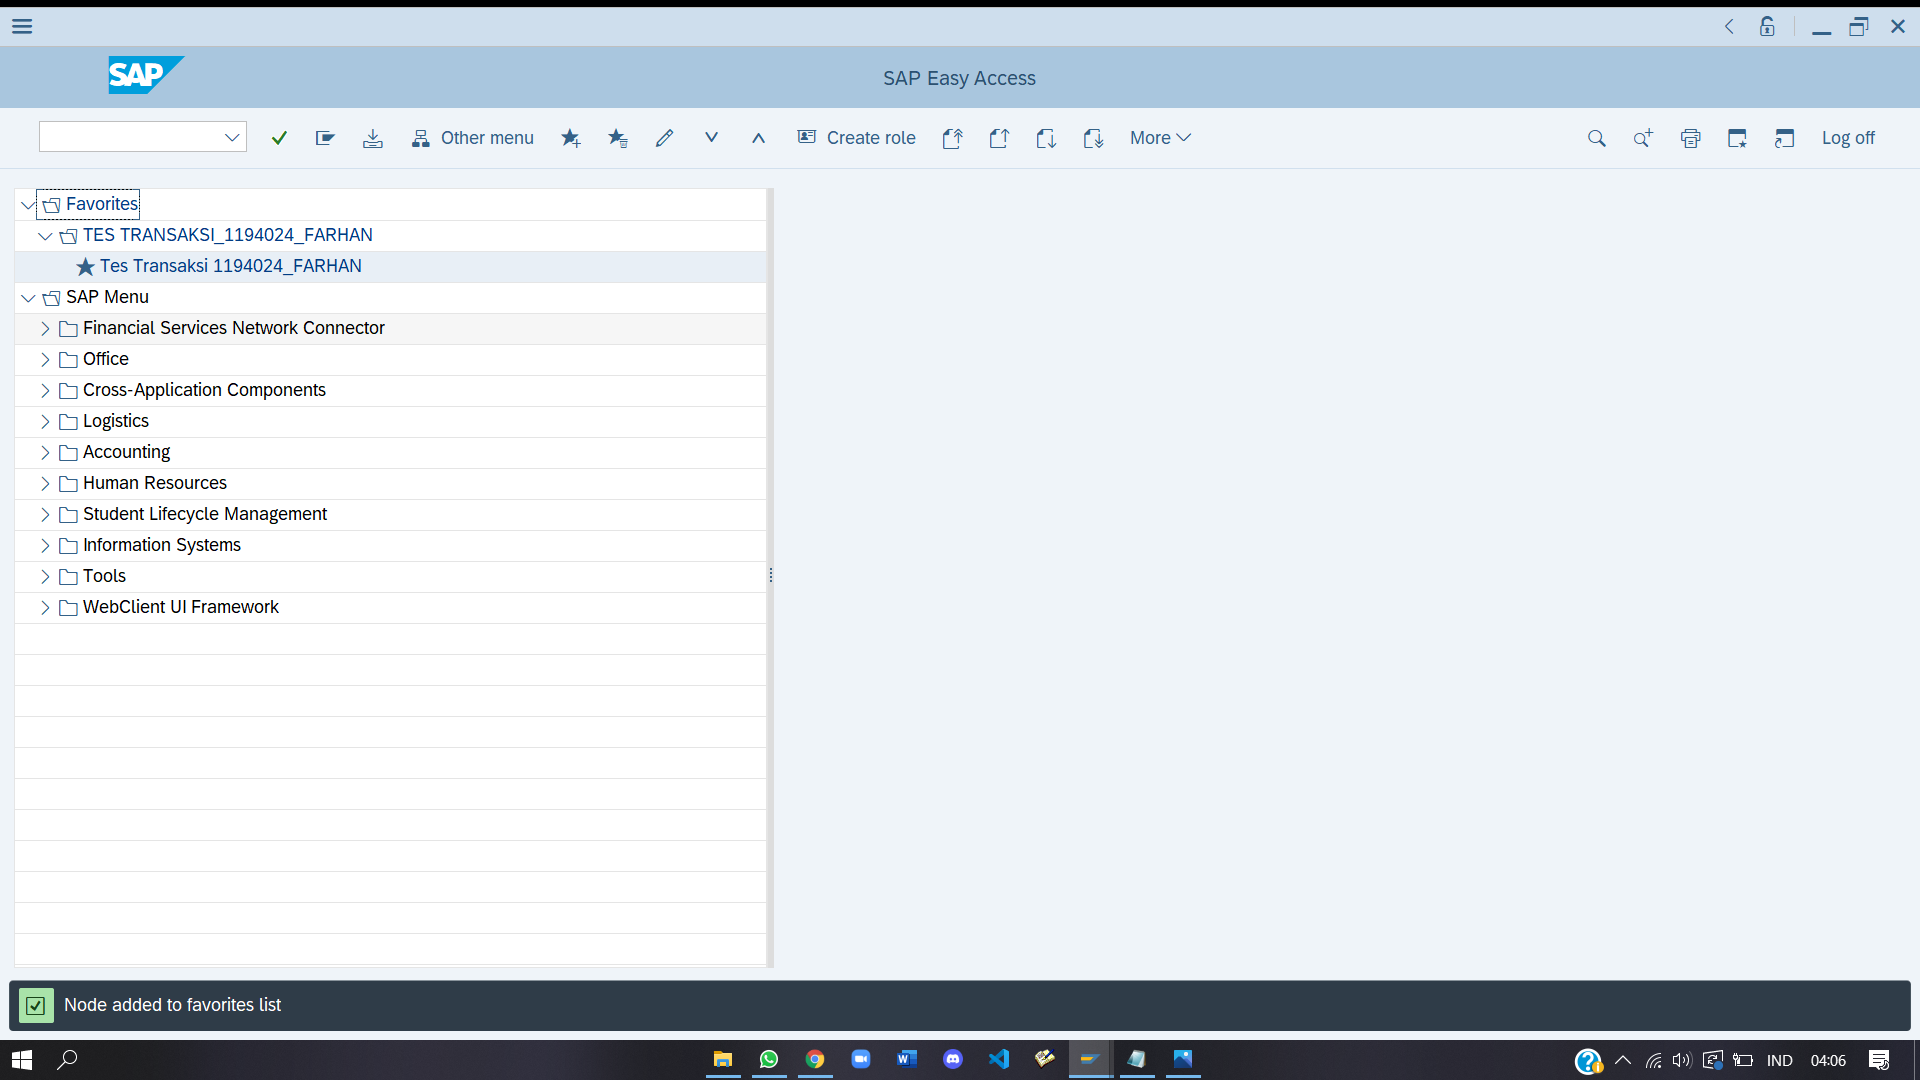 SAP
SAP Easy Access
Other menu
Create role
More
Log off
Favorites
TES TRANSAKSI_1194024_FARHAN
Tes Transaksi 1194024_FARHAN
SAP Menu
Financial Services Network Connector
Office
Cross-Application Components
Logistics
Accounting
Human Resources
Student Lifecycle Management
Information Systems
Tools
WebClient UI Framework
Node added to favorites list
IND
04:06